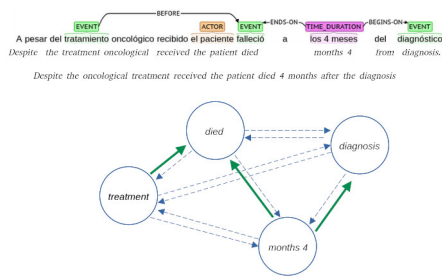 BEFORE
EVENT ACTOR EVENT ENDS-ON TIME_DURATION BEGINS-ON EVENT
A pesar del tratamiento oncológico recibido el paciente falleció a los 4 meses del diagnóstico
Despite the treatment oncological received the patient died months 4 from diagnosis.
Despite the oncological treatment received the patient died 4 months after the diagnosis
died
diagnosis
treatment
months 4